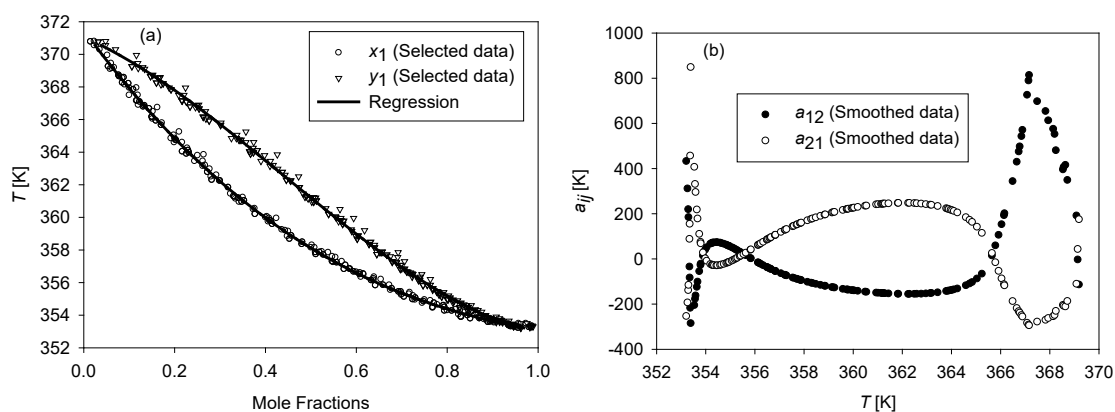 (a)
x1 (Selected data)
y1 (Selected data)
Regression
T [K]
372
370
368
366
364
362
360
358
356
354
352
0.0 0.2 0.4 0.6 0.8 1.0
Mole Fractions
(b)
a12 (Smoothed data)
a21 (Smoothed data)
aij [K]
1000
800
600
400
200
0
-200
-400
352 354 356 358 360 362 364 366 368 370
T [K]